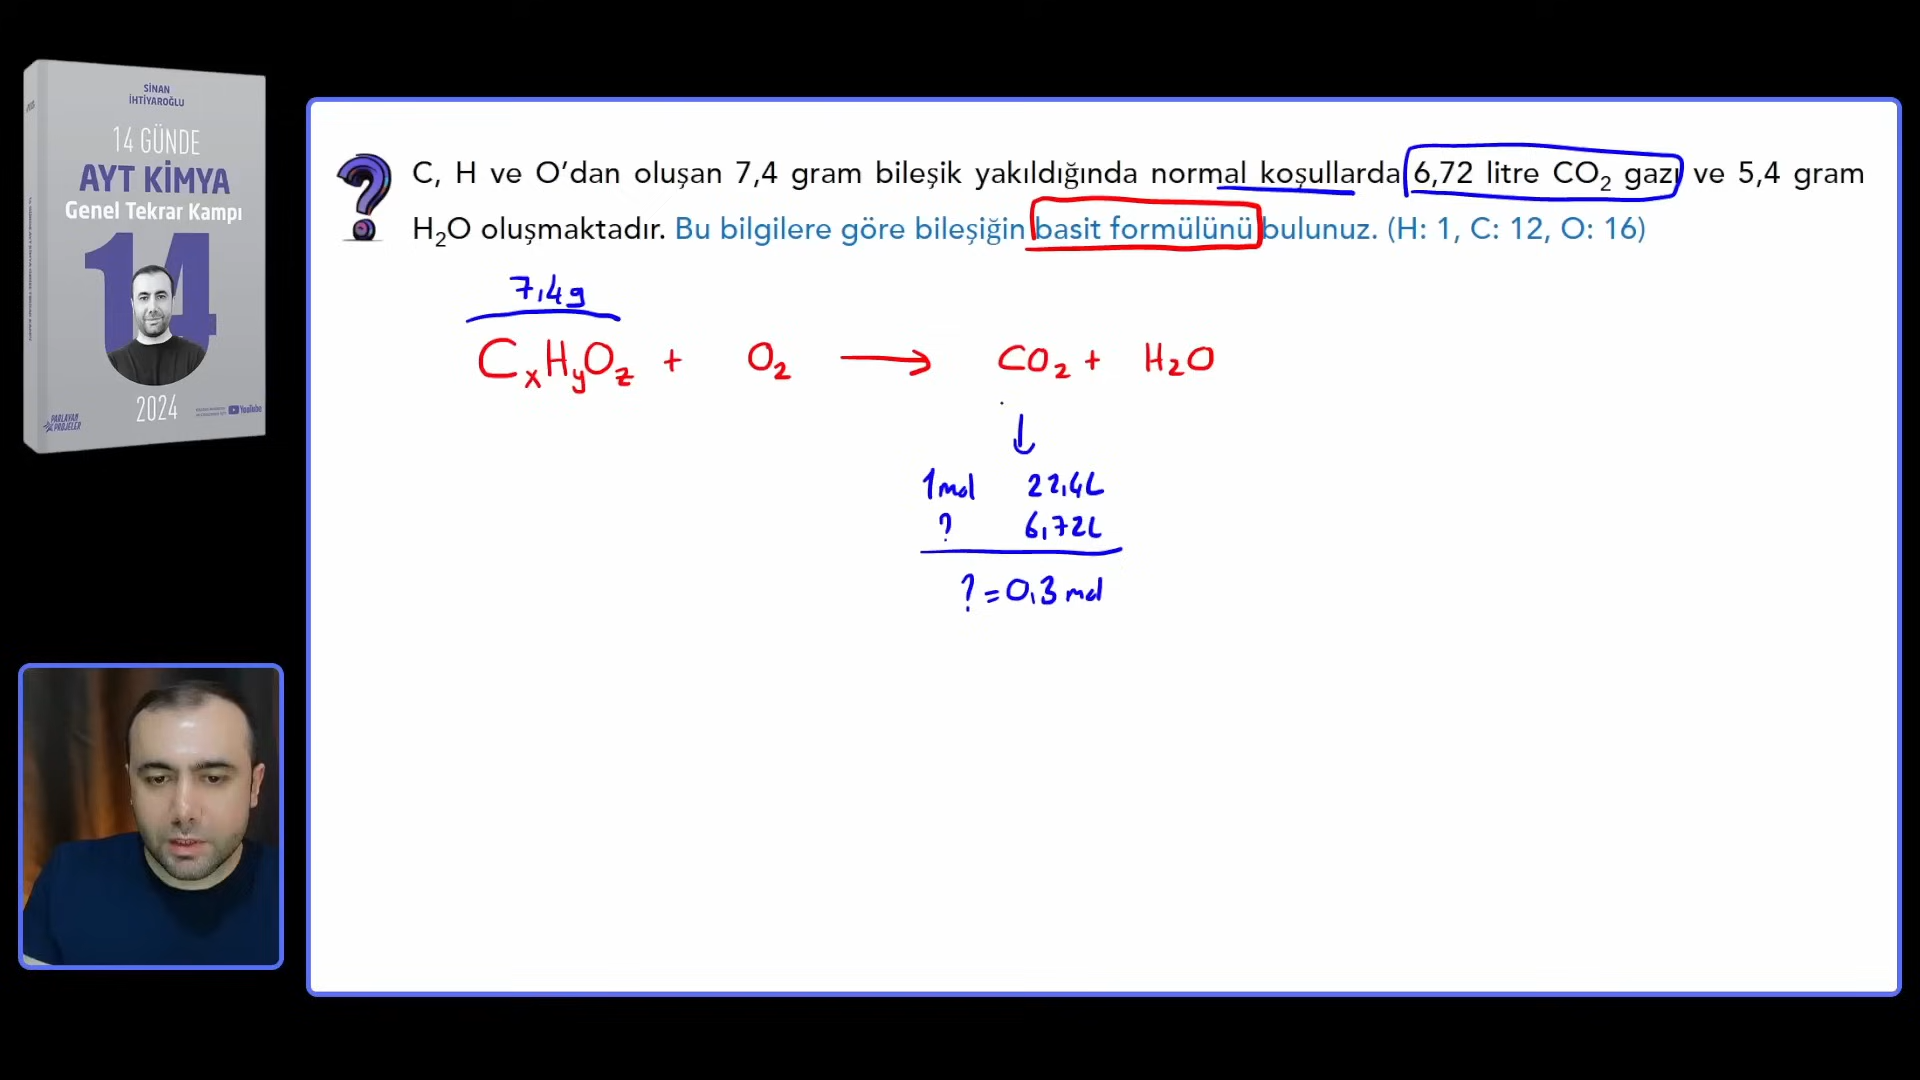 SİNAN
İHTİYAROĞLU
14 GÜNDE
AYT KİMYA
Genel Tekrar Kampı
14
2024
PARLAYAN
PROJELER
YouTube
C, H ve O’dan oluşan 7,4 gram bileşik yakıldığında normal koşullarda 6,72 litre CO₂ gazı ve 5,4 gram
H₂O oluşmaktadır. Bu bilgilere göre bileşiğin basit formülünü bulunuz. (H: 1, C: 12, O: 16)
7,4g
CxHyOz + O₂ → CO₂ + H₂O
↓
1mol 22,4L
? 6,72L
? = 0,3 mol